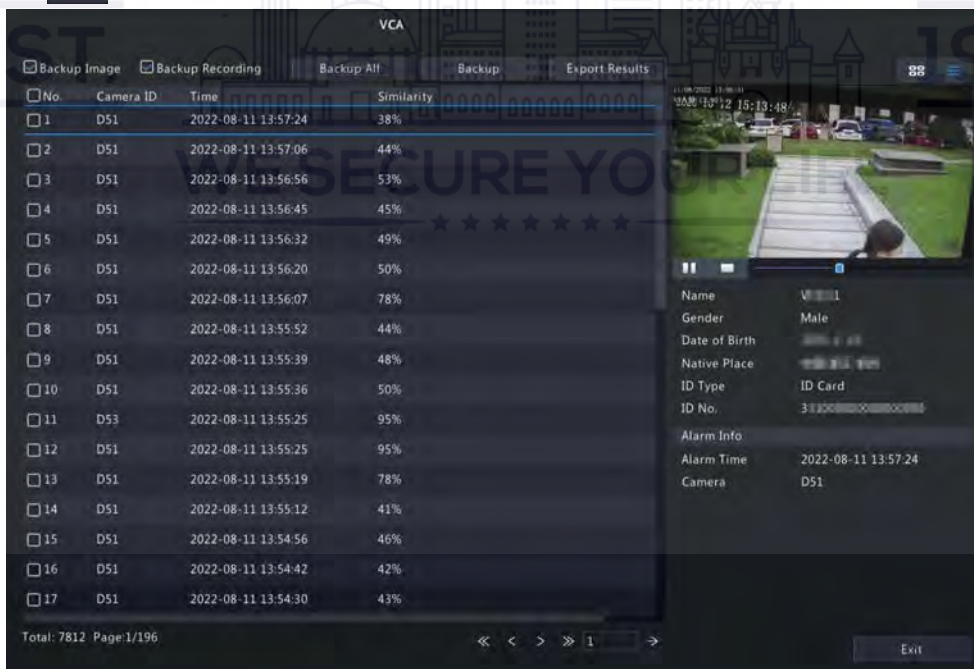 VCA
Backup Image Backup Recording Backup All Backup Export Results
No. Camera ID Time Similarity
1 D51 2022-08-11 13:57:24 38%
2 D51 2022-08-11 13:57:06 44%
3 D51 2022-08-11 13:56:56 53%
4 D51 2022-08-11 13:56:45 45%
5 D51 2022-08-11 13:56:32 49%
6 D51 2022-08-11 13:56:20 50%
7 D51 2022-08-11 13:56:07 78%
8 D51 2022-08-11 13:55:52 44%
9 D51 2022-08-11 13:55:39 48%
10 D51 2022-08-11 13:55:36 50%
11 D53 2022-08-11 13:55:25 95%
12 D51 2022-08-11 13:55:25 95%
13 D51 2022-08-11 13:55:19 78%
14 D51 2022-08-11 13:55:12 41%
15 D51 2022-08-11 13:54:56 46%
16 D51 2022-08-11 13:54:42 42%
17 D51 2022-08-11 13:54:30 43%
Total: 7812 Page:1/196
1
15:13:48
Name
Gender Male
Date of Birth
Native Place
ID Type ID Card
ID No.
Alarm Info
Alarm Time 2022-08-11 13:57:24
Camera D51
Exit
ST
WE SECURE YOUR LIFE